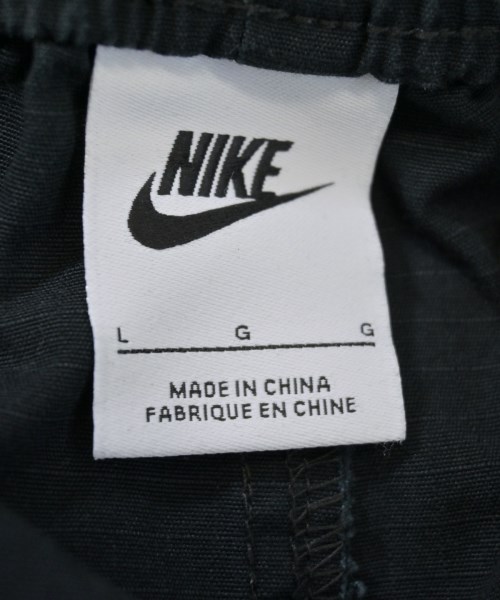 NIKE
L G G
MADE IN CHINA
FABRIQUE EN CHINE